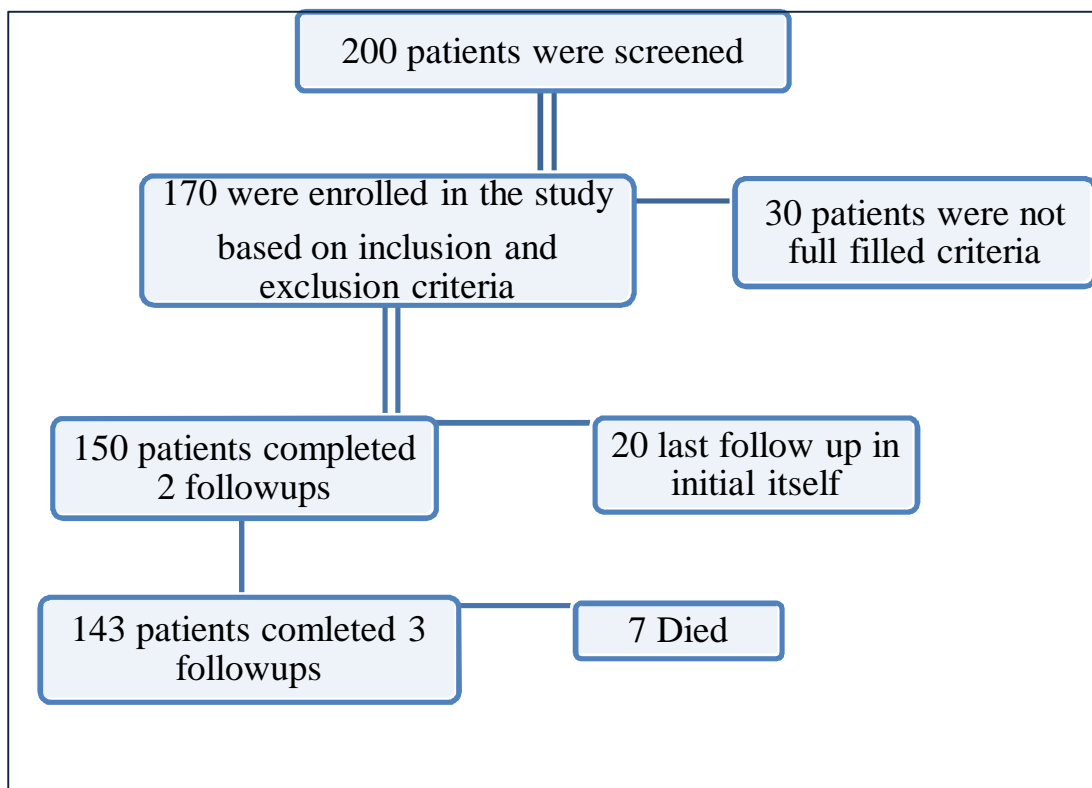 200 patients were screened
170 were enrolled in the study
based on inclusion and
exclusion criteria
30 patients were not
full filled criteria
150 patients completed
2 followups
20 last follow up in
initial itself
143 patients comleted 3
followups
7 Died